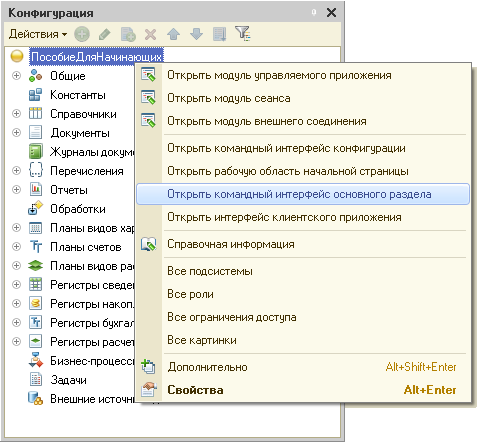 Конфигурация
Действия
ПособиеДляНачинающих
Общие
Константы
Справочники
Документы
Журналы докуме
Перечисления
Отчеты
Обработки
Планы видов хар
Планы счетов
Планы видов рас
Регистры сведен
Регистры накоп.
Регистры бухгал
Регистры расчет
Бизнес-процесс
Задачи
Внешние источни
Открыть модуль управляемого приложения
Открыть модуль сеанса
Открыть модуль внешнего соединения
Открыть командный интерфейс конфигурации
Открыть рабочую область начальной страницы
Открыть командный интерфейс основного раздела
Открыть интерфейс клиентского приложения
Справочная информация
Все подсистемы
Все роли
Все ограничения доступа
Все картинки
Дополнительно Alt+Shift+Enter
Свойства Alt+Enter